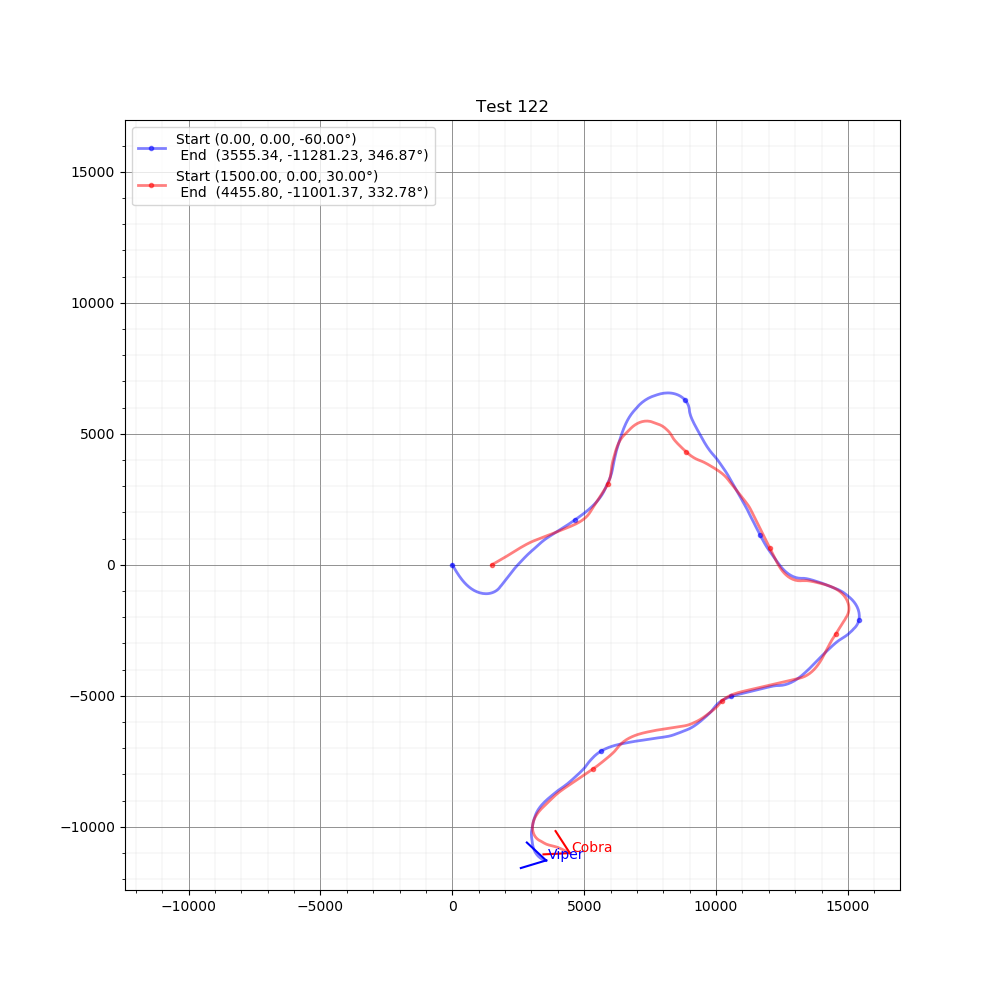 Test 122
Start (0.00, 0.00, -60.00°)
End (3555.34, -11281.23, 346.87°)
Start (1500.00, 0.00, 30.00°)
End (4455.80, -11001.37, 332.78°)
15000
10000
5000
0
−5000
−10000
Cobra
Viper
−10000 −5000 0 5000 10000 15000